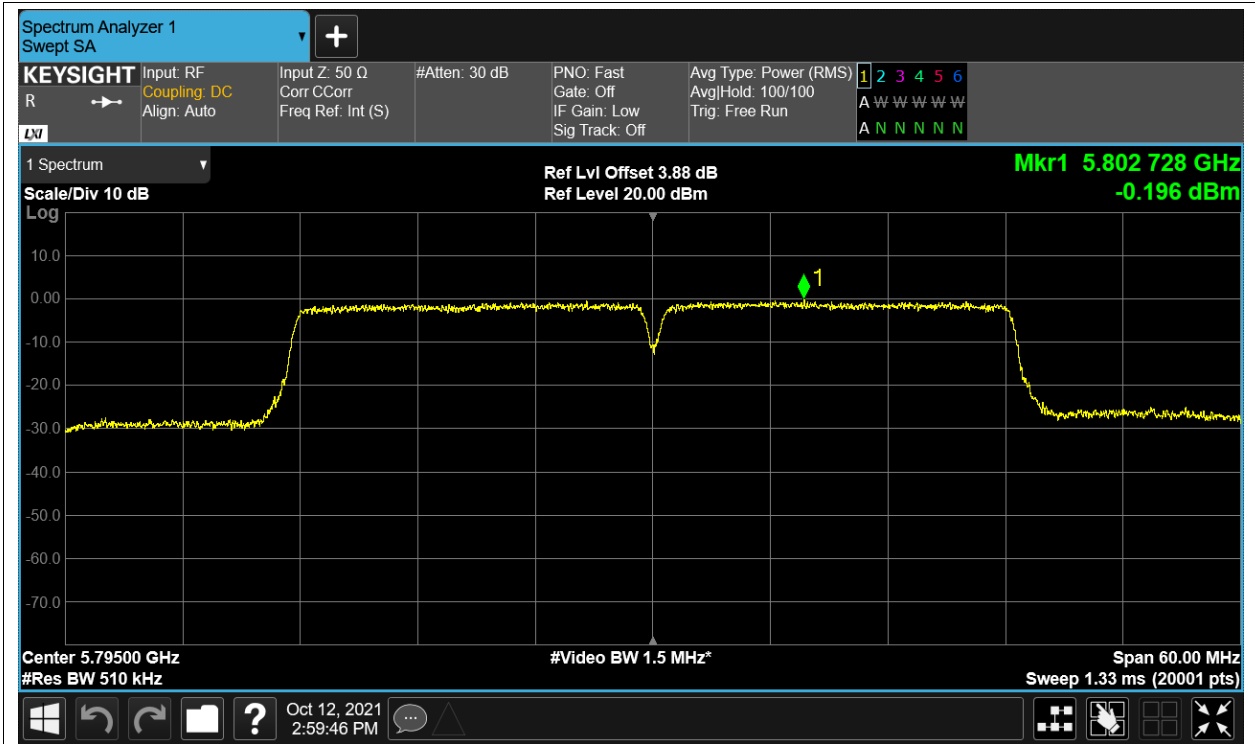 Spectrum Analyzer 1
Swept SA
KEYSIGHT
R
LXI
Input: RF
Coupling: DC
Align: Auto
Input Z: 50 Ω
Corr CCorr
Freq Ref: Int (S)
#Atten: 30 dB
PNO: Fast
Gate: Off
IF Gain: Low
Sig Track: Off
Avg Type: Power (RMS)
Avg|Hold: 100/100
Trig: Free Run
1 2 3 4 5 6
A W W W W W
A N N N N N
1 Spectrum
Scale/Div 10 dB
Log
Ref Lvl Offset 3.88 dB
Ref Level 20.00 dBm
Mkr1 5.802 728 GHz
-0.196 dBm
10.0
0.00
-10.0
-20.0
-30.0
-40.0
-50.0
-60.0
-70.0
1
Center 5.79500 GHz
#Res BW 510 kHz
#Video BW 1.5 MHz*
Span 60.00 MHz
Sweep 1.33 ms (20001 pts)
?
Oct 12, 2021
2:59:46 PM